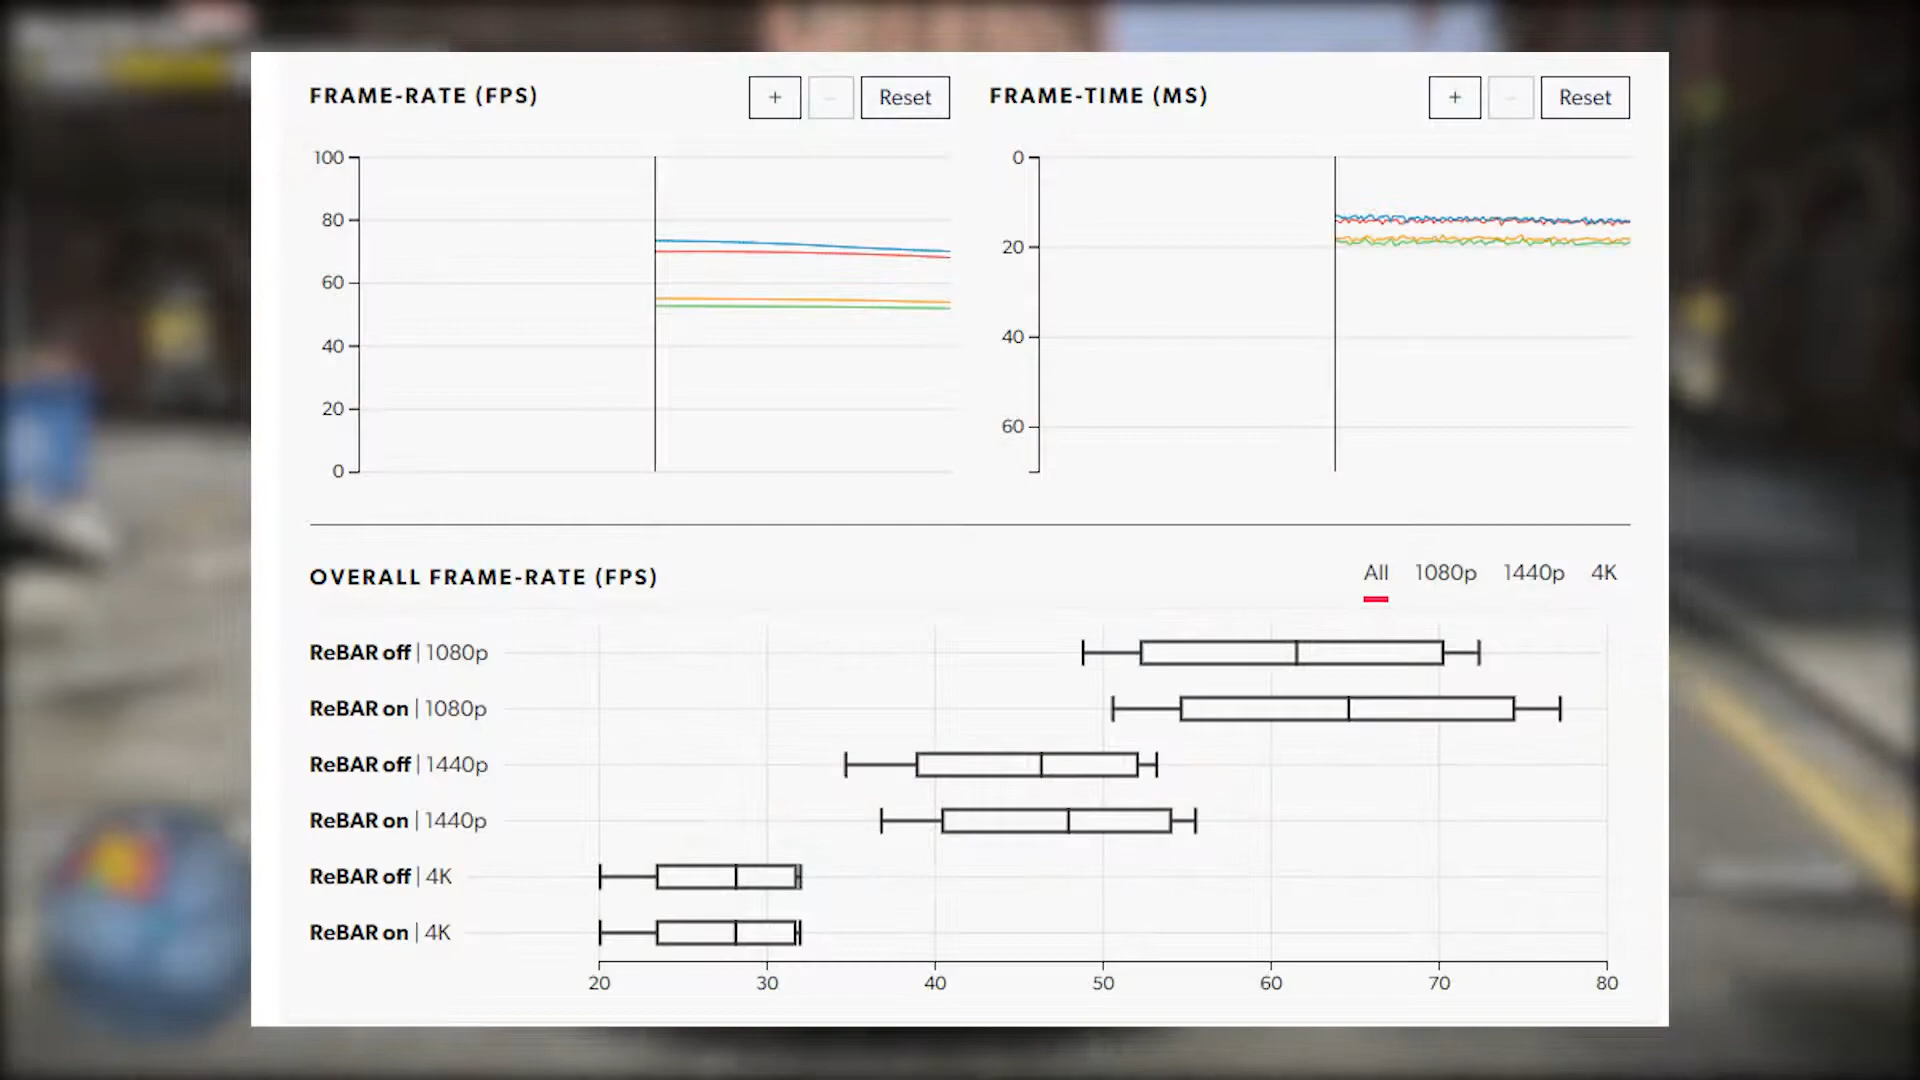 FRAME-RATE (FPS)
+ – Reset
100
80
60
40
20
0
FRAME-TIME (MS)
+ – Reset
0
20
40
60
OVERALL FRAME-RATE (FPS)
All 1080p 1440p 4K
ReBAR off | 1080p
ReBAR on | 1080p
ReBAR off | 1440p
ReBAR on | 1440p
ReBAR off | 4K
ReBAR on | 4K
20 30 40 50 60 70 80